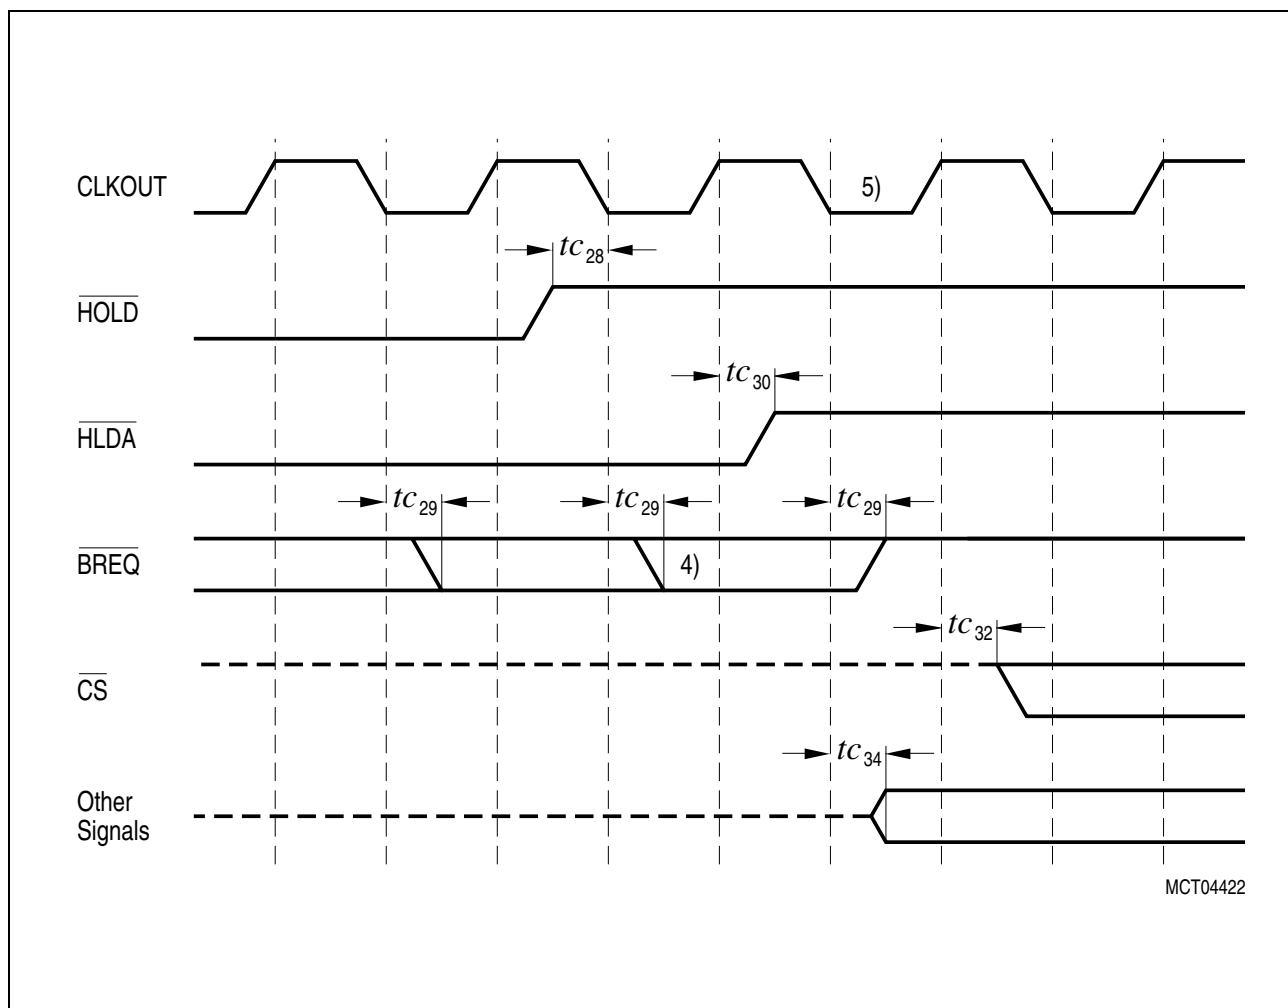 CLKOUT
5)
tc28
HOLD
tc30
HLDA
tc29
tc29
tc29
BREQ
4)
tc32
CS
tc34
Other
Signals
MCT04422